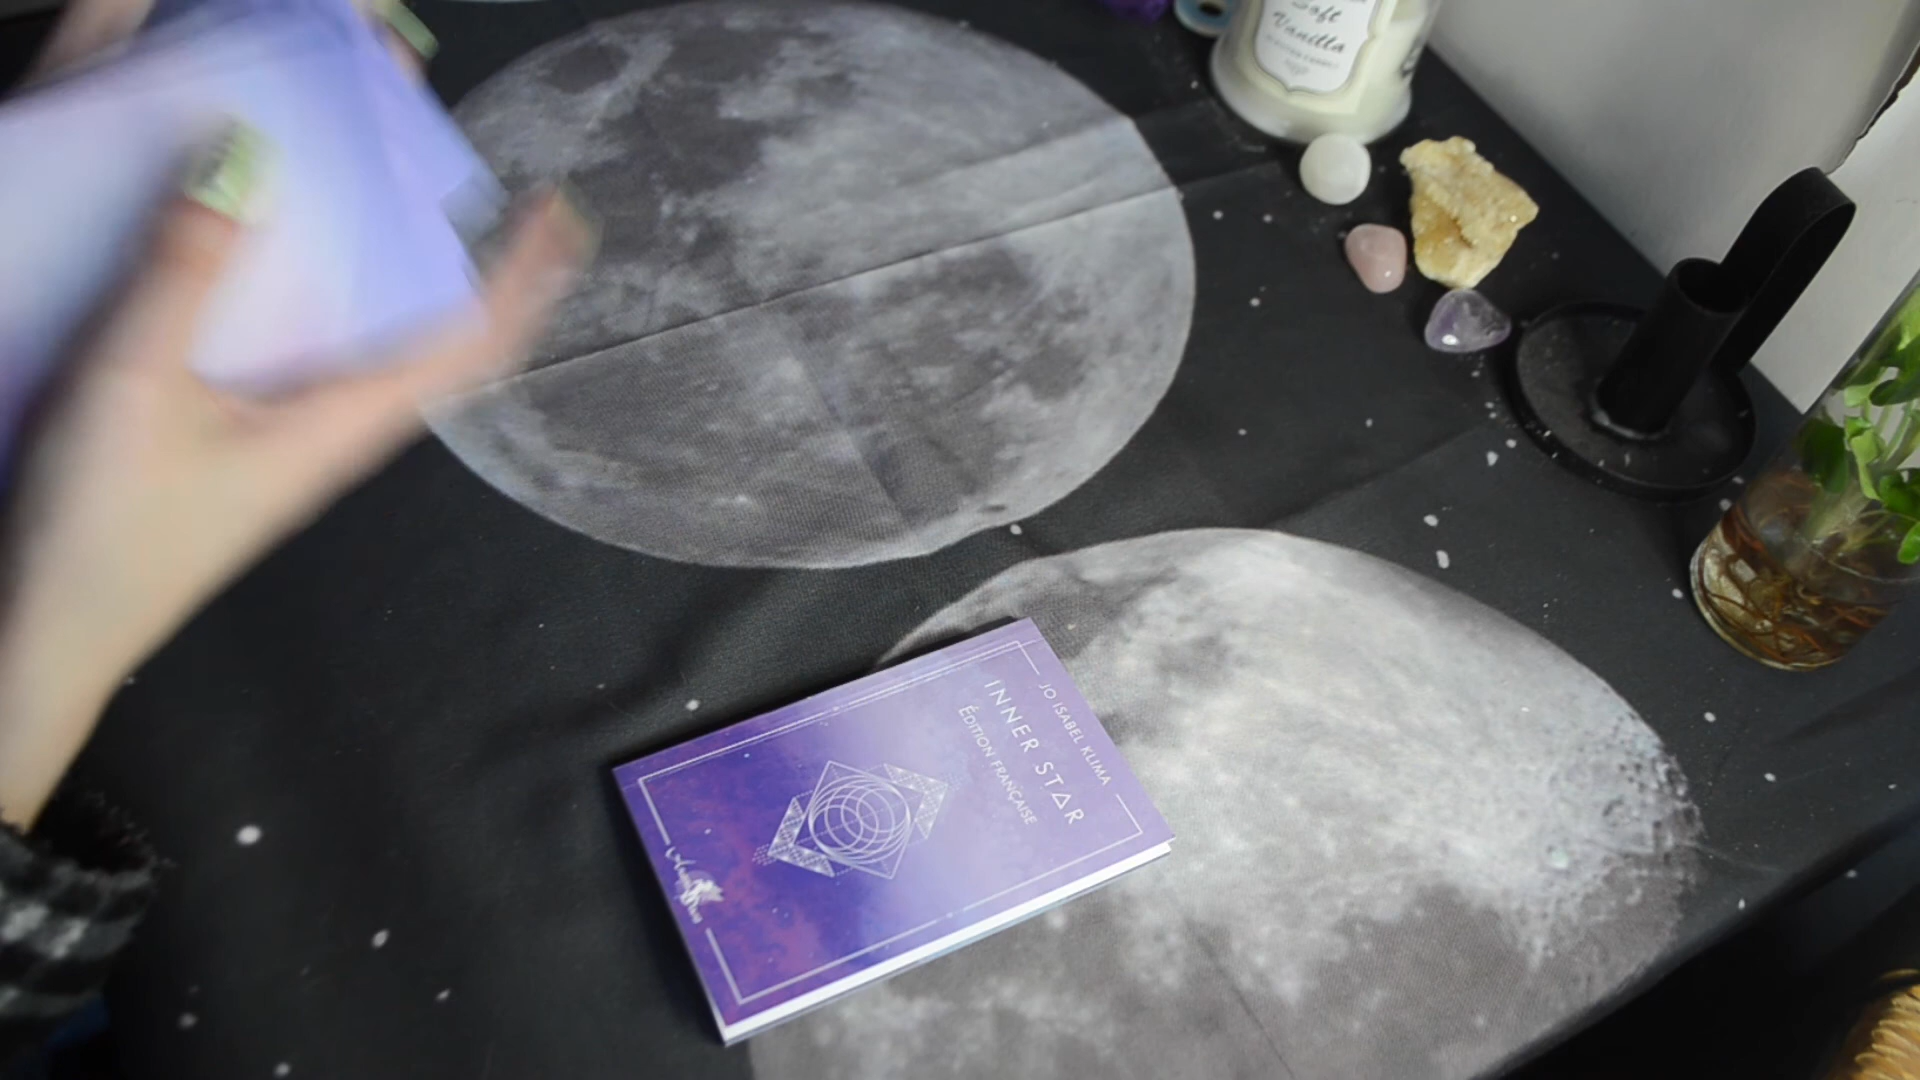 Soft
Vanilla
JO ISABEL KLIMA
INNER STAR
ÉDITION FRANÇAISE